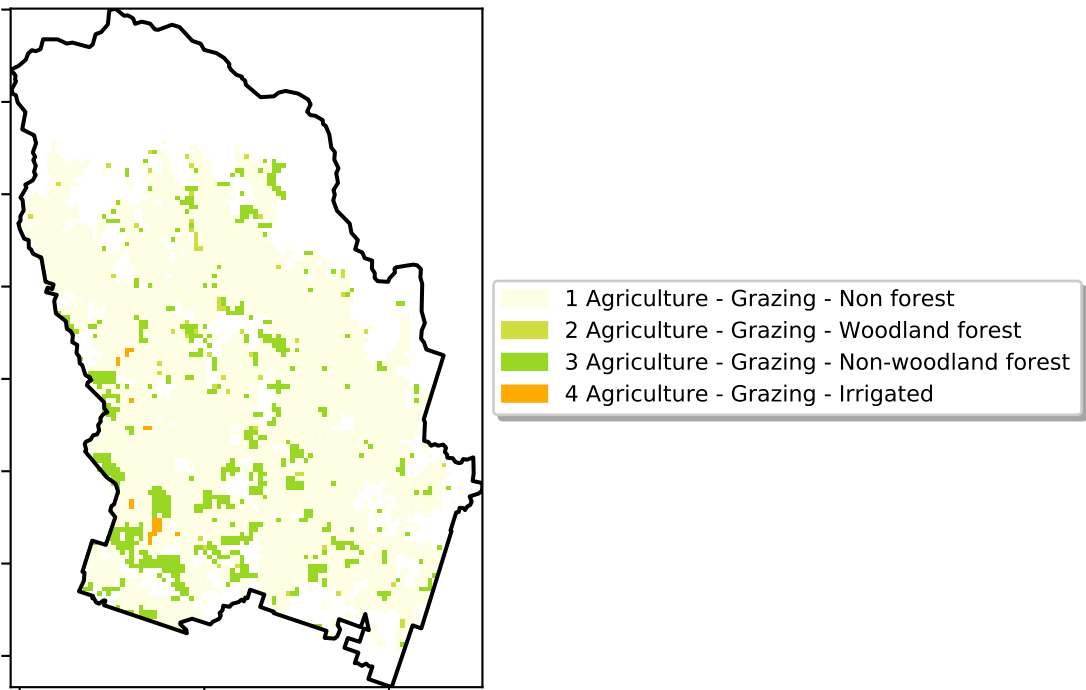 1 Agriculture - Grazing - Non forest
2 Agriculture - Grazing - Woodland forest
3 Agriculture - Grazing - Non-woodland forest
4 Agriculture - Grazing - Irrigated